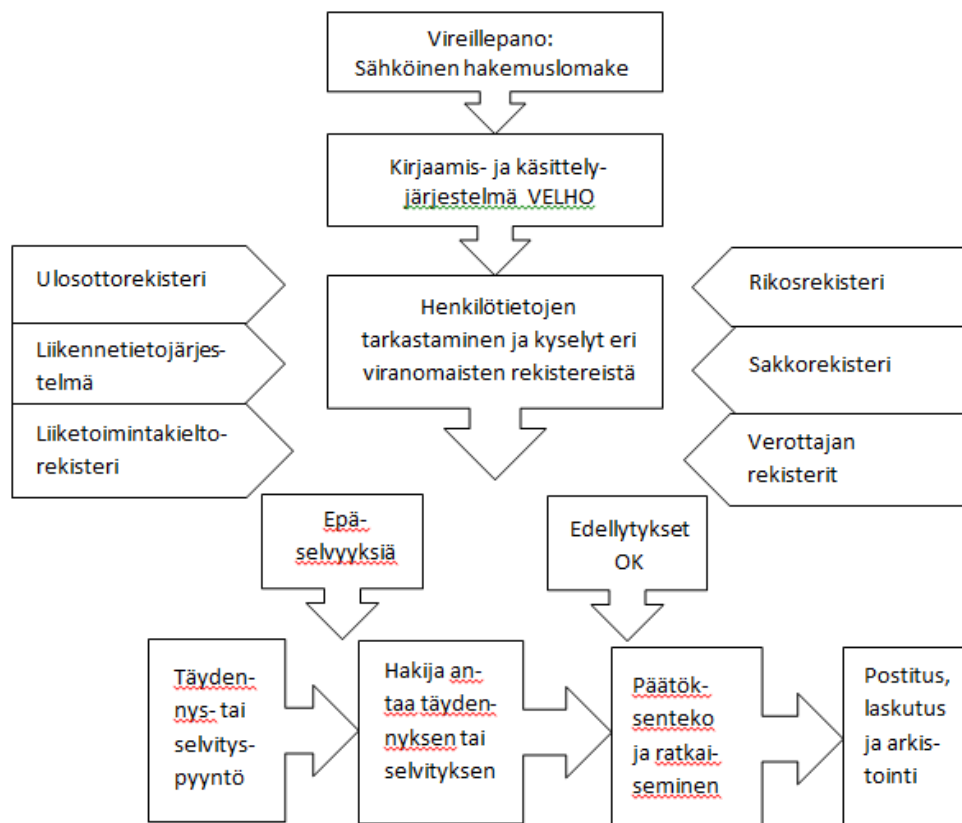 Vireillepano:
Sähköinen hakemuslomake
Kirjaamis- ja käsittely-
järjestelmä VELHO
Ulosottorekisteri
Liikennetietojärjes-
telmä
Liiketoimintakielto-
rekisteri
Henkilötietojen
tarkastaminen ja kyselyt eri
viranomaisten rekistereistä
Rikosrekisteri
Sakkorekisteri
Verottajan
rekisterit
Epä-
selvyyksiä
Edellytykset
OK
Täyden-
nys- tai
selvitys-
pyyntö
Hakija an-
taa täyden-
nyksen tai
selvityksen
Päätök-
senteko
ja ratkai-
seminen
Postitus,
laskutus
ja arkis-
tointi